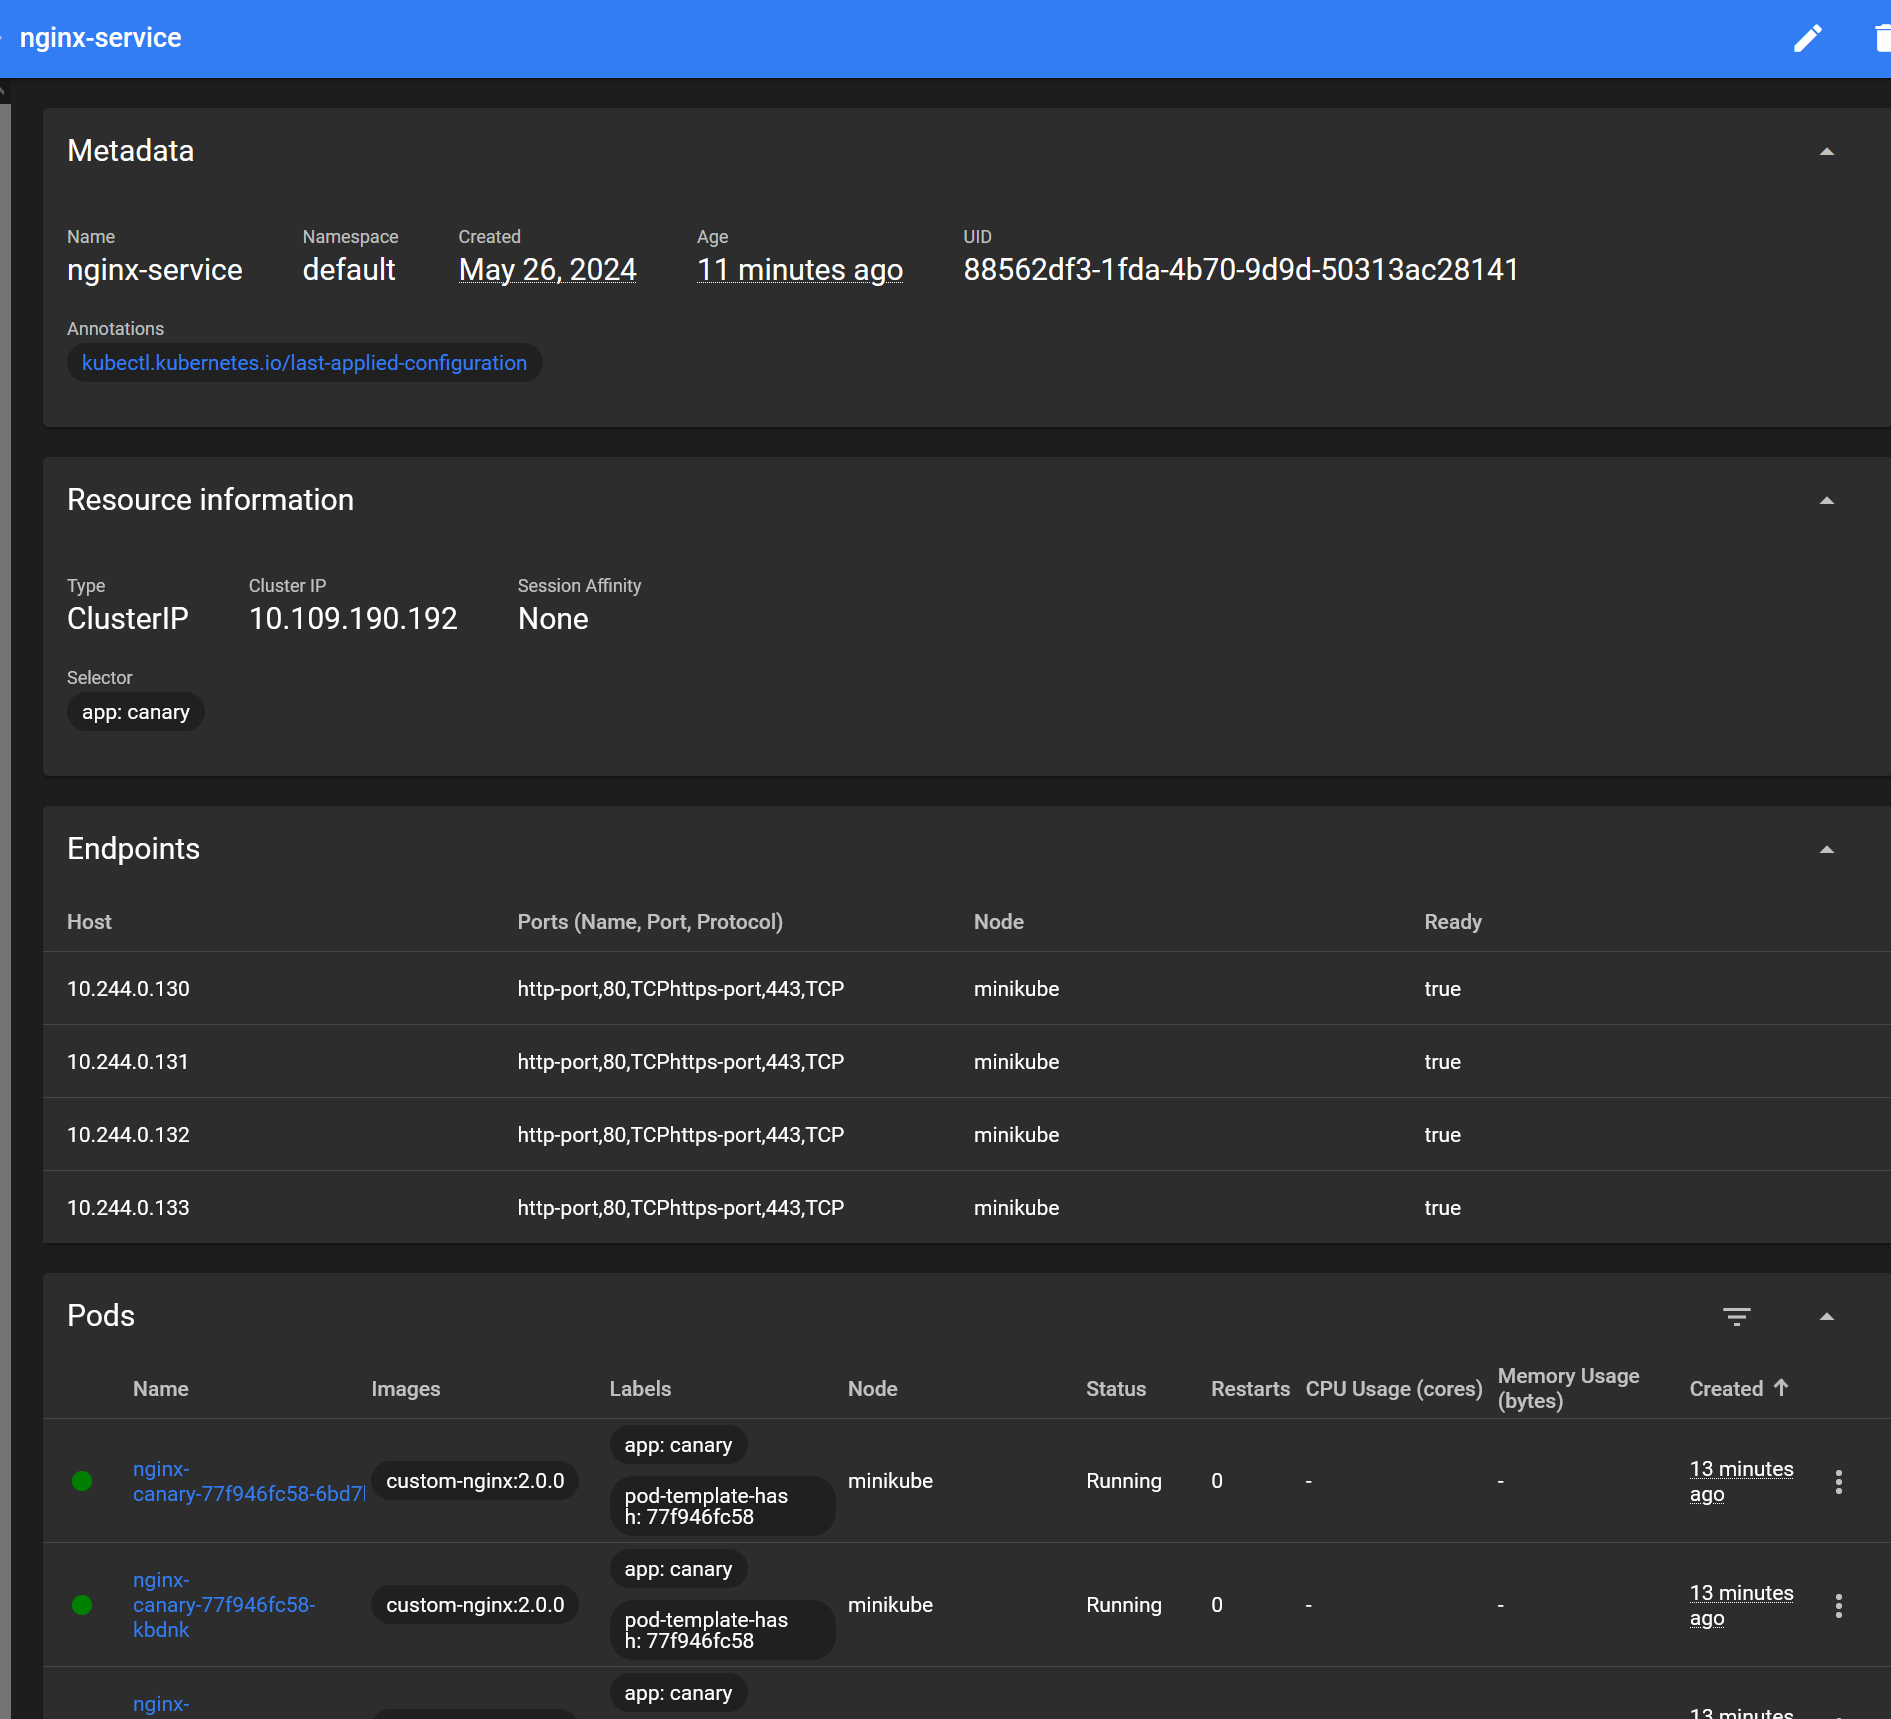 nginx-service
Metadata
Name Namespace Created Age UID
nginx-service default May 26, 2024 11 minutes ago 88562df3-1fda-4b70-9d9d-50313ac28141
Annotations
kubectl.kubernetes.io/last-applied-configuration
Resource information
Type Cluster IP Session Affinity
ClusterIP 10.109.190.192 None
Selector
app: canary
Endpoints
Host Ports (Name, Port, Protocol) Node Ready
10.244.0.130 http-port,80,TCPhttps-port,443,TCP minikube true
10.244.0.131 http-port,80,TCPhttps-port,443,TCP minikube true
10.244.0.132 http-port,80,TCPhttps-port,443,TCP minikube true
10.244.0.133 http-port,80,TCPhttps-port,443,TCP minikube true
Pods
Name Images Labels Node Status Restarts CPU Usage (cores) Memory Usage (bytes) Created
app: canary
nginx- 13 minutes
custom-nginx:2.0.0 minikube Running 0 - -
canary-77f946fc58-6bd7 pod-template-has ago
h: 77f946fc58
app: canary
nginx- 13 minutes
canary-77f946fc58- custom-nginx:2.0.0 minikube Running 0 - -
pod-template-has ago
kbdnk h: 77f946fc58
app: canary
nginx- 13 minutes